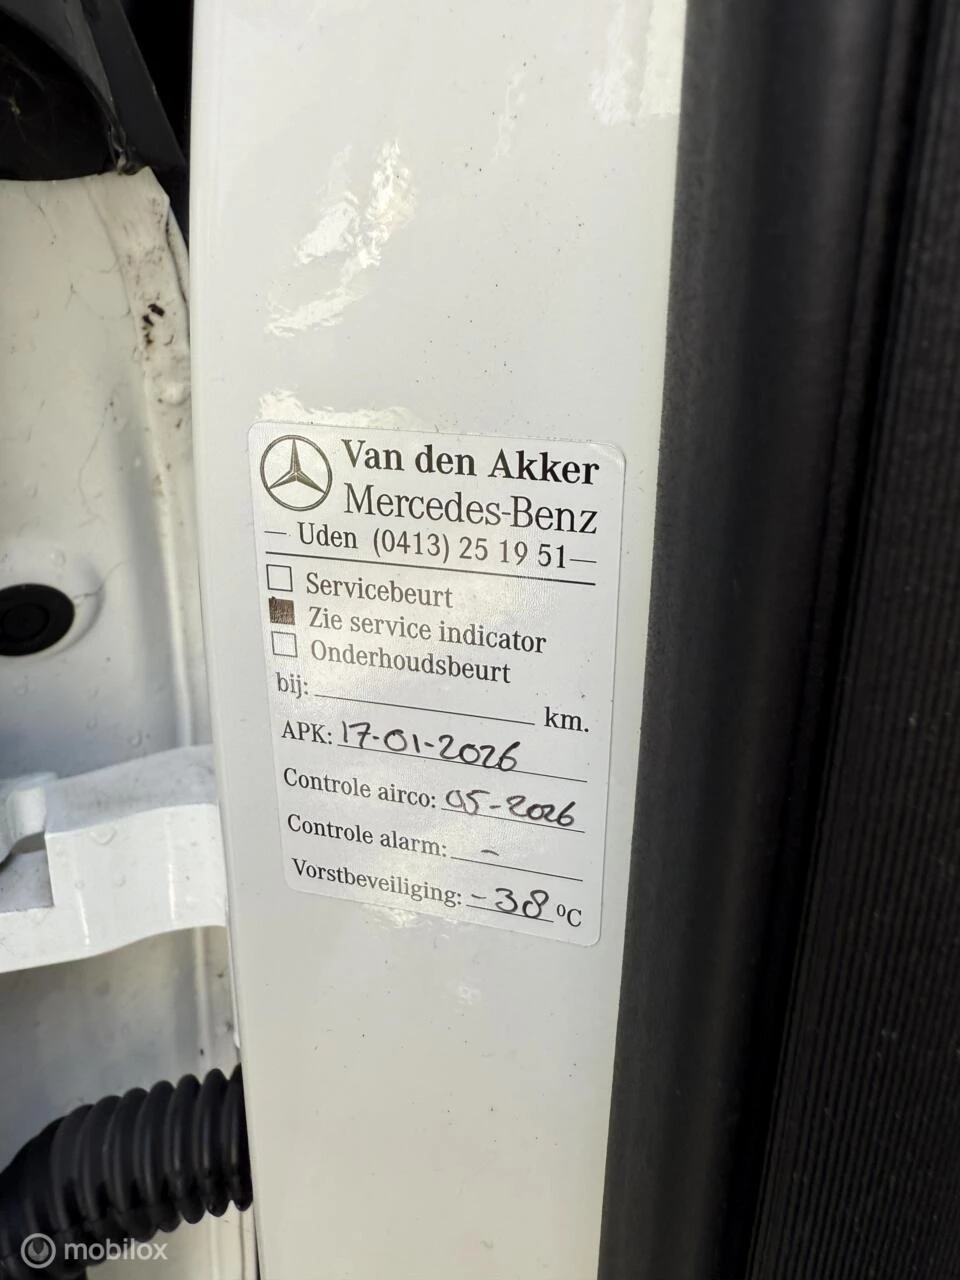 Van den Akker
Mercedes-Benz
— Uden (0413) 25 19 51 —
Servicebeurt
Zie service indicator
Onderhoudsbeurt
bij: km.
APK: 17-01-2026
Controle airco: 05-2026
Controle alarm: -
Vorstbeveiliging: -38 ºC
mobilox